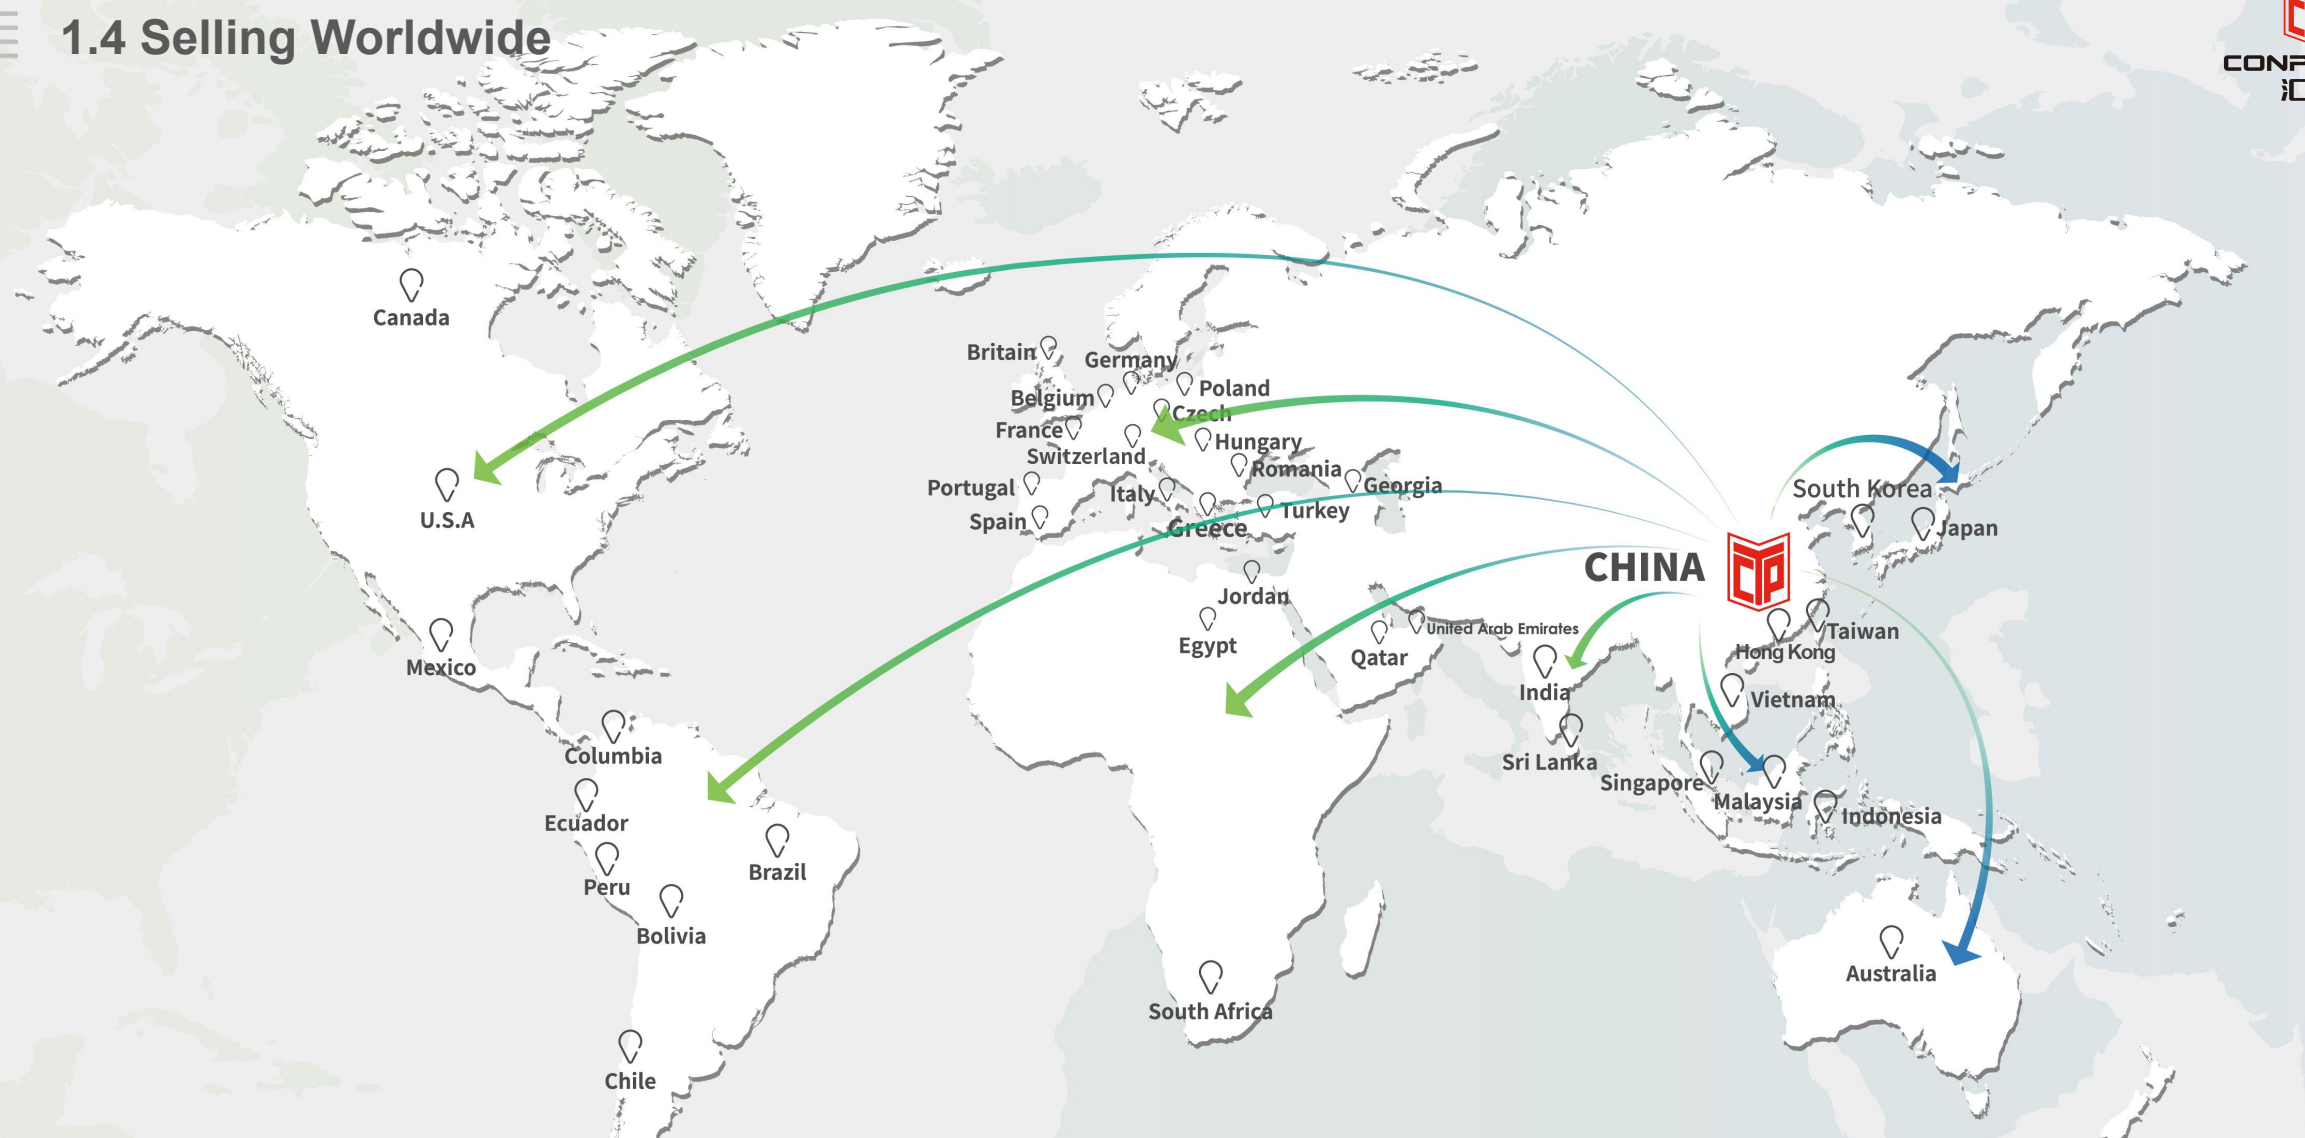 1.4 Selling Worldwide
Canada
Britain
Germany
Belgium
Poland
Czech
France
Hungary
Switzerland
Romania
Portugal
Italy
Georgia
Spain
Greece
Turkey
U.S.A
South Korea
Japan
CHINA
Jordan
Egypt
United Arab Emirates
Qatar
Taiwan
Hong Kong
Mexico
India
Vietnam
Columbia
Sri Lanka
Singapore
Malaysia
Indonesia
Ecuador
Brazil
Peru
Bolivia
Australia
South Africa
Chile